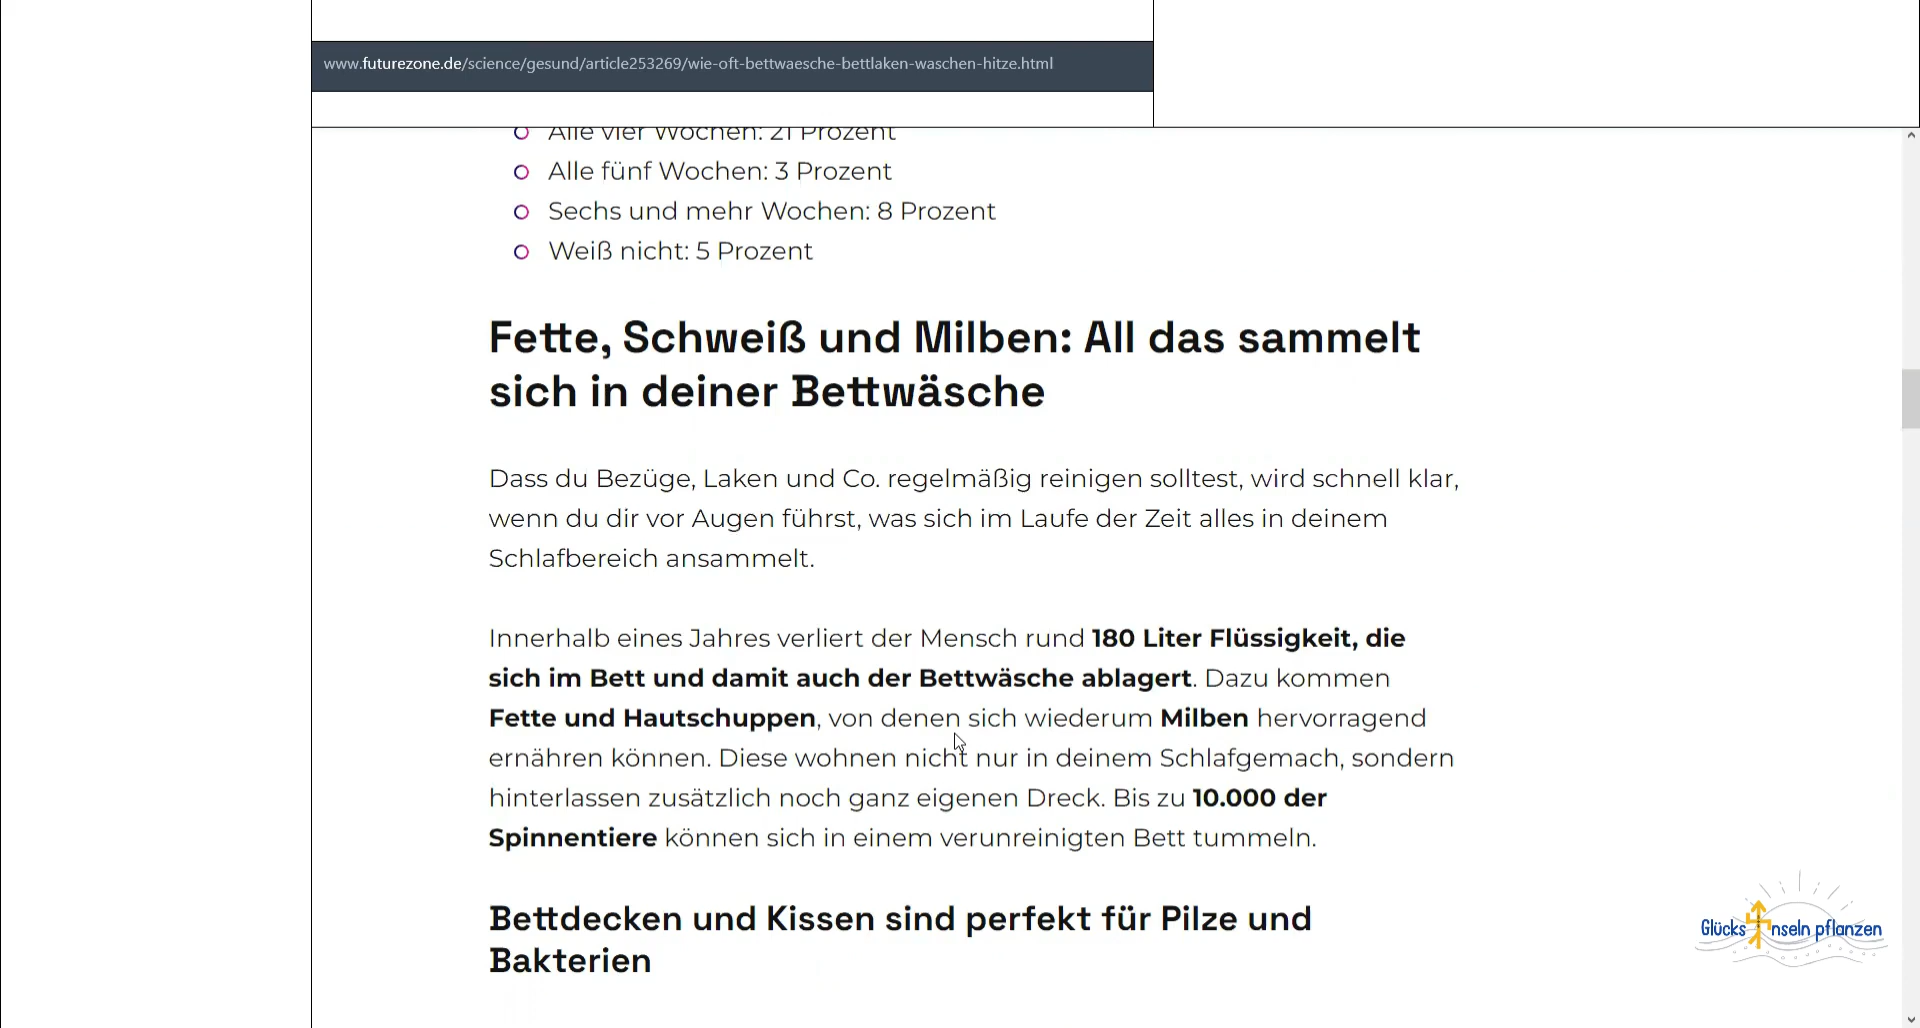 www.futurezone.de/science/gesund/article253269/wie-oft-bettwaesche-bettlaken-waschen-hitze.html
Alle vier Wochen: 21 Prozent
Alle fünf Wochen: 3 Prozent
Sechs und mehr Wochen: 8 Prozent
Weiß nicht: 5 Prozent
Fette, Schweiß und Milben: All das sammelt
sich in deiner Bettwäsche
Dass du Bezüge, Laken und Co. regelmäßig reinigen solltest, wird schnell klar,
wenn du dir vor Augen führst, was sich im Laufe der Zeit alles in deinem
Schlafbereich ansammelt.
Innerhalb eines Jahres verliert der Mensch rund 180 Liter Flüssigkeit, die
sich im Bett und damit auch der Bettwäsche ablagert. Dazu kommen
Fette und Hautschuppen, von denen sich wiederum Milben hervorragend
ernähren können. Diese wohnen nicht nur in deinem Schlafgemach, sondern
hinterlassen zusätzlich noch ganz eigenen Dreck. Bis zu 10.000 der
Spinnentiere können sich in einem verunreinigten Bett tummeln.
Bettdecken und Kissen sind perfekt für Pilze und
Bakterien
Glücks Inseln pflanzen